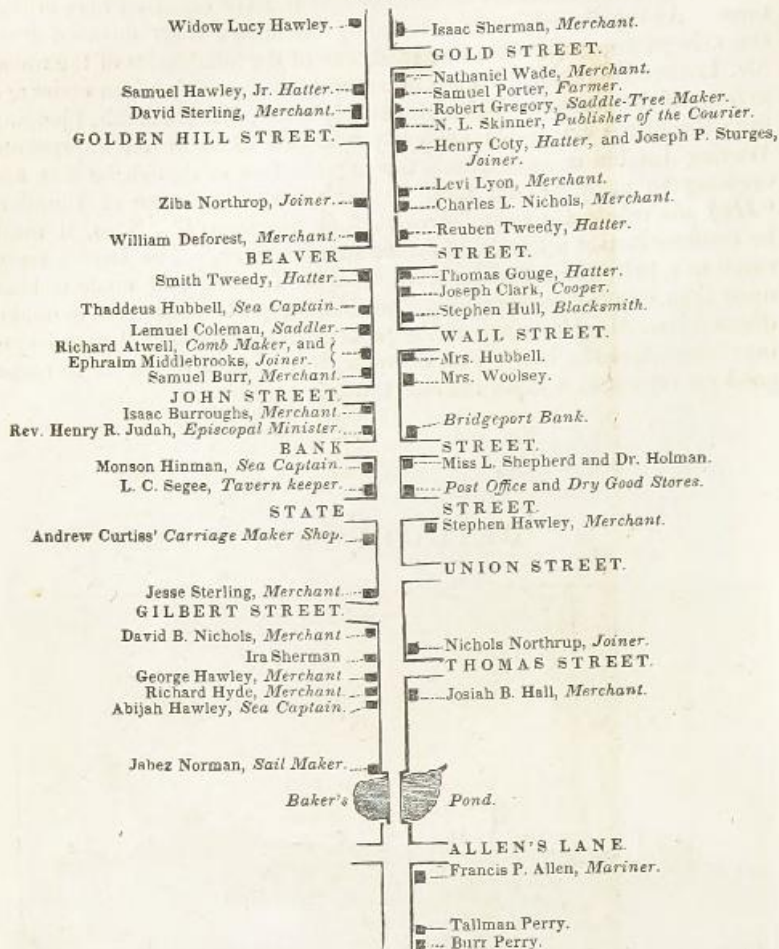 Widow Lucy Hawley.
Isaac Sherman, Merchant.
GOLD STREET.
Nathaniel Wade, Merchant.
Samuel Hawley, Jr. Hatter.
Samuel Porter, Farmer.
Robert Gregory, Saddle-Tree Maker.
David Sterling, Merchant.
N. L. Skinner, Publisher of the Courier.
GOLDEN HILL STREET.
Henry Coty, Hatter, and Joseph P. Sturges,
Joiner.
Levi Lyon, Merchant.
Ziba Northrop, Joiner.
Charles L. Nichols, Merchant.
Reuben Tweedy, Hatter.
William Deforest, Merchant.
BEAVER STREET.
Smith Tweedy, Hatter.
Thomas Gouge, Hatter.
Joseph Clark, Cooper.
Thaddeus Hubbell, Sea Captain.
Stephen Hull, Blacksmith.
Lemuel Coleman, Saddler.
WALL STREET.
Richard Atwell, Comb Maker, and
Ephraim Middlebrooks, Joiner.
Mrs. Hubbell.
Samuel Burr, Merchant.
Mrs. Woolsey.
JOHN STREET.
Isaac Burroughs, Merchant.
Bridgeport Bank.
Rev. Henry R. Judah, Episcopal Minister.
BANK STREET.
Monson Hinman, Sea Captain.
Miss L. Shepherd and Dr. Holman.
L. C. Segee, Tavern keeper.
Post Office and Dry Good Stores.
STATE STREET.
Stephen Hawley, Merchant.
Andrew Curtiss' Carriage Maker Shop.
UNION STREET.
Jesse Sterling, Merchant.
GILBERT STREET.
David B. Nichols, Merchant
Nichols Northrup, Joiner.
Ira Sherman
THOMAS STREET.
George Hawley, Merchant
Richard Hyde, Merchant.
Josiah B. Hall, Merchant.
Abijah Hawley, Sea Captain.
Jabez Norman, Sail Maker.
Baker's Pond.
ALLEN'S LANE.
Francis P. Allen, Mariner.
Tallman Perry.
Burr Perry.